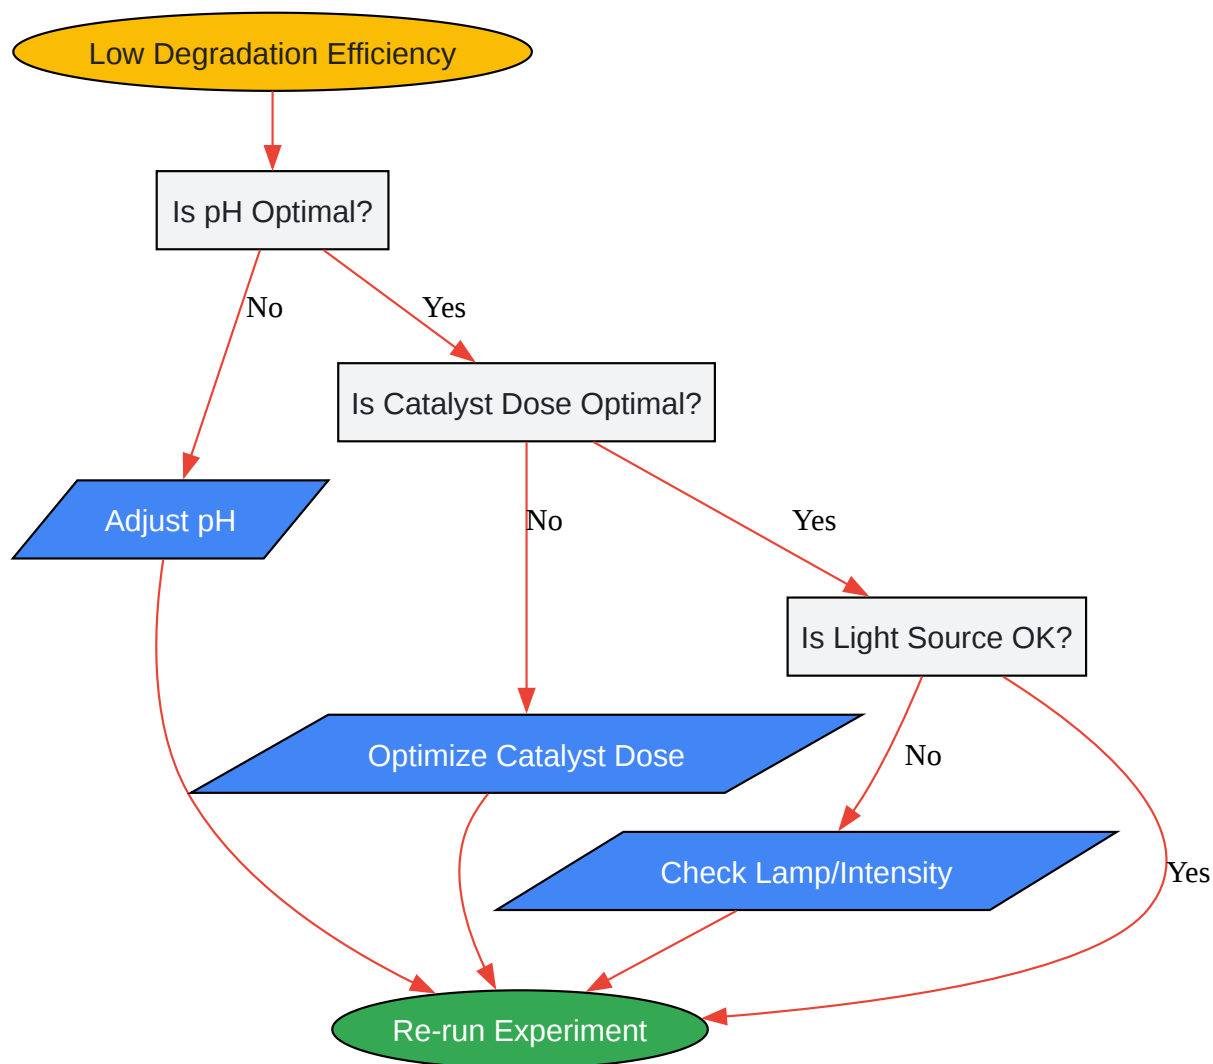 Low Degradation Efficiency
Is pH Optimal?
No
Yes
Is Catalyst Dose Optimal?
Adjust pH
No
Yes
Is Light Source OK?
Optimize Catalyst Dose
No
Check Lamp/Intensity
Yes
Re-run Experiment